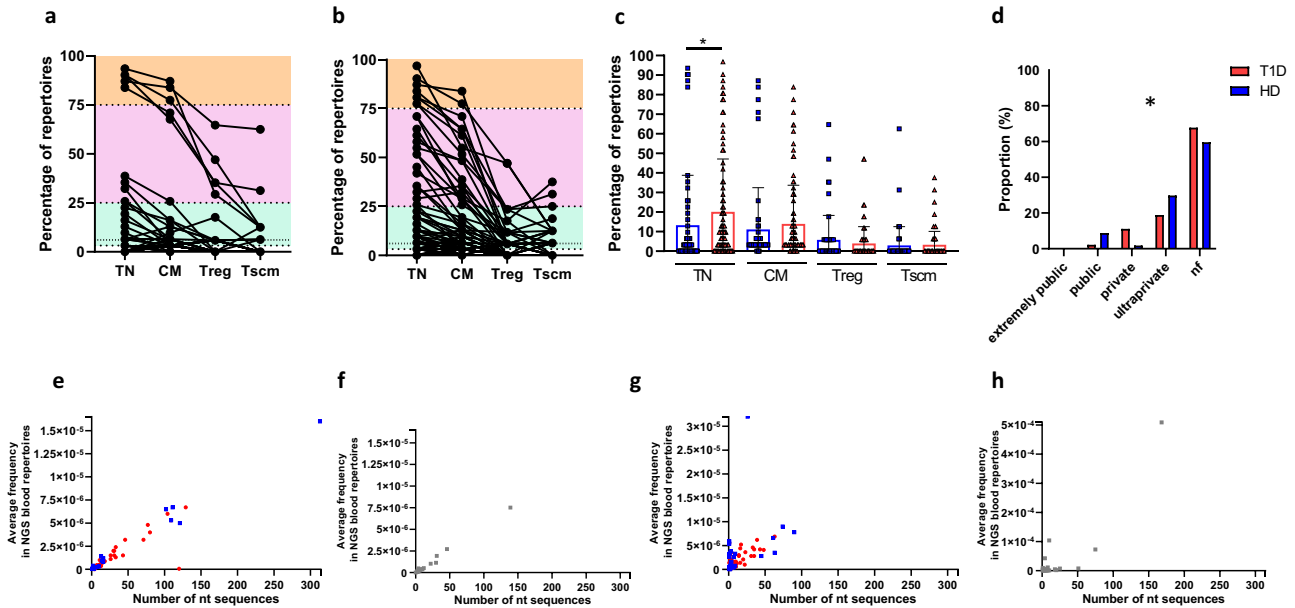 a
Percentage of repertoires
100
75
50
25
0
TN CM Treg Tscm
b
Percentage of repertoires
100
75
50
25
0
TN CM Treg Tscm
c
Percentage of repertoires
100
90
80
70
60
50
40
30
20
10
0
*
TN CM Treg Tscm
d
Proportion (%)
100
80
60
40
20
0
*
extremely public
public
private
ultraprivate
nf
T1D
HD
e
Average frequency
in NGS blood repertoires
1.5×10⁻⁵
1.2×10⁻⁵
1×10⁻⁵
7.5×10⁻⁶
5×10⁻⁶
2.5×10⁻⁶
0
0 50 100 150 200 250 300
Number of nt sequences
f
Average frequency
in NGS blood repertoires
1.5×10⁻⁵
1.2×10⁻⁵
1×10⁻⁵
7.5×10⁻⁶
5×10⁻⁶
2.5×10⁻⁶
0
0 50 100 150 200 250 300
Number of nt sequences
g
Average frequency
in NGS blood repertoires
3×10⁻⁵
2×10⁻⁵
2×10⁻⁵
1×10⁻⁵
5×10⁻⁶
0
0 50 100 150 200 250 300
Number of nt sequences
h
Average frequency
in NGS blood repertoires
5×10⁻⁴
4×10⁻⁴
3×10⁻⁴
2×10⁻⁴
1×10⁻⁴
0
0 50 100 150 200 250 300
Number of nt sequences